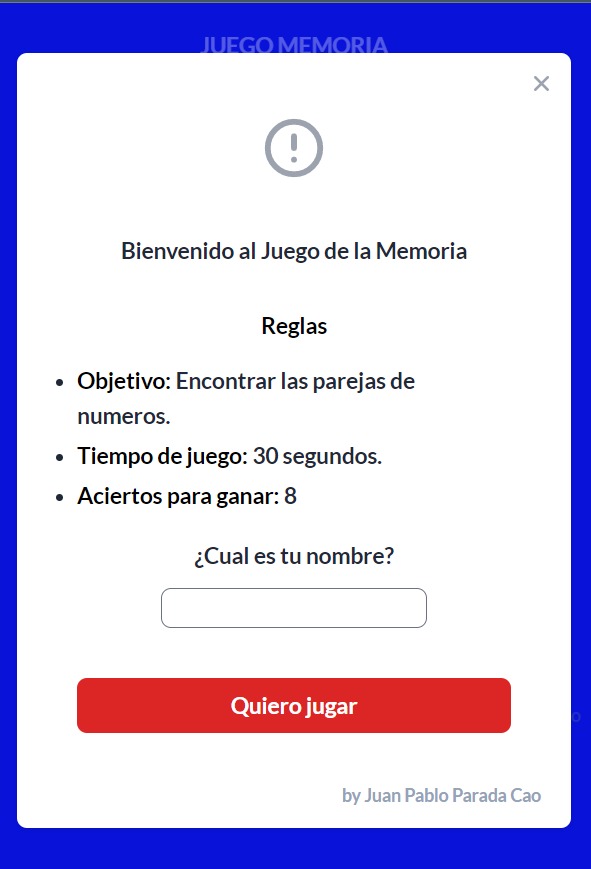 JUEGO MEMORIA
Bienvenido al Juego de la Memoria
Reglas
Objetivo: Encontrar las parejas de
numeros.
Tiempo de juego: 30 segundos.
Aciertos para ganar: 8
¿Cual es tu nombre?
Quiero jugar
by Juan Pablo Parada Cao